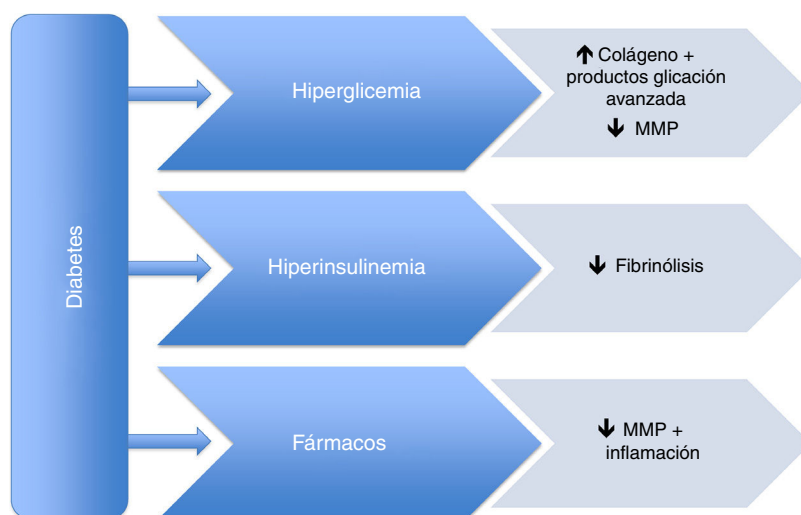 Diabetes
Hiperglicemia
↑ Colágeno +
productos glicación
avanzada
↓ MMP
Hiperinsulinemia
↓ Fibrinólisis
Fármacos
↓ MMP +
inflamación